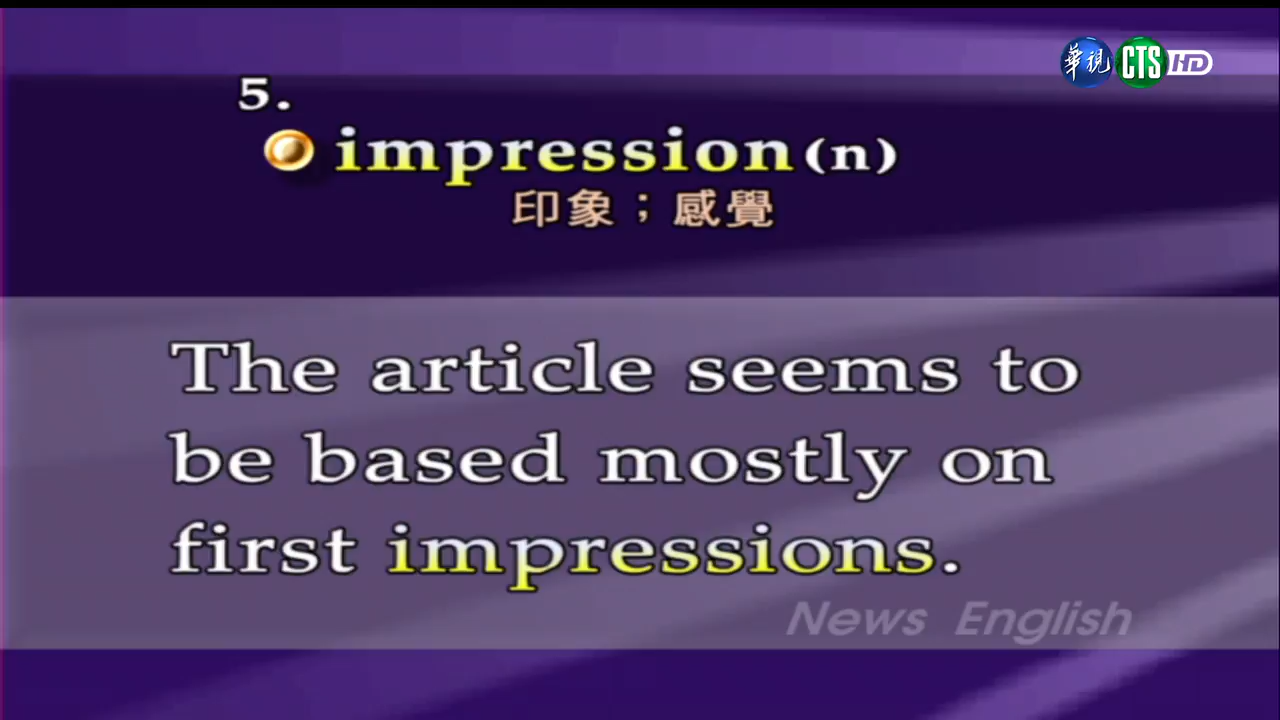 華視 CTS HD
5.
impression (n)
印象；感覺
The article seems to
be based mostly on
first impressions.
News English